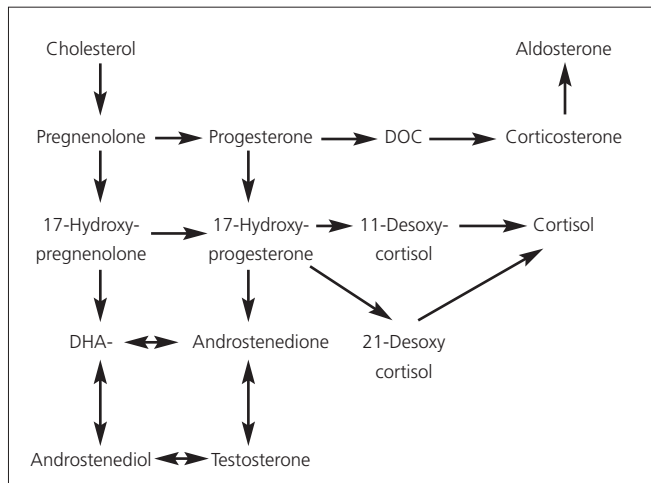 Cholesterol
Aldosterone
Pregnenolone
Progesterone
DOC
Corticosterone
17-Hydroxy-
pregnenolone
17-Hydroxy-
progesterone
11-Desoxy-
cortisol
Cortisol
DHA-
Androstenedione
21-Desoxy
cortisol
Androstenediol
Testosterone